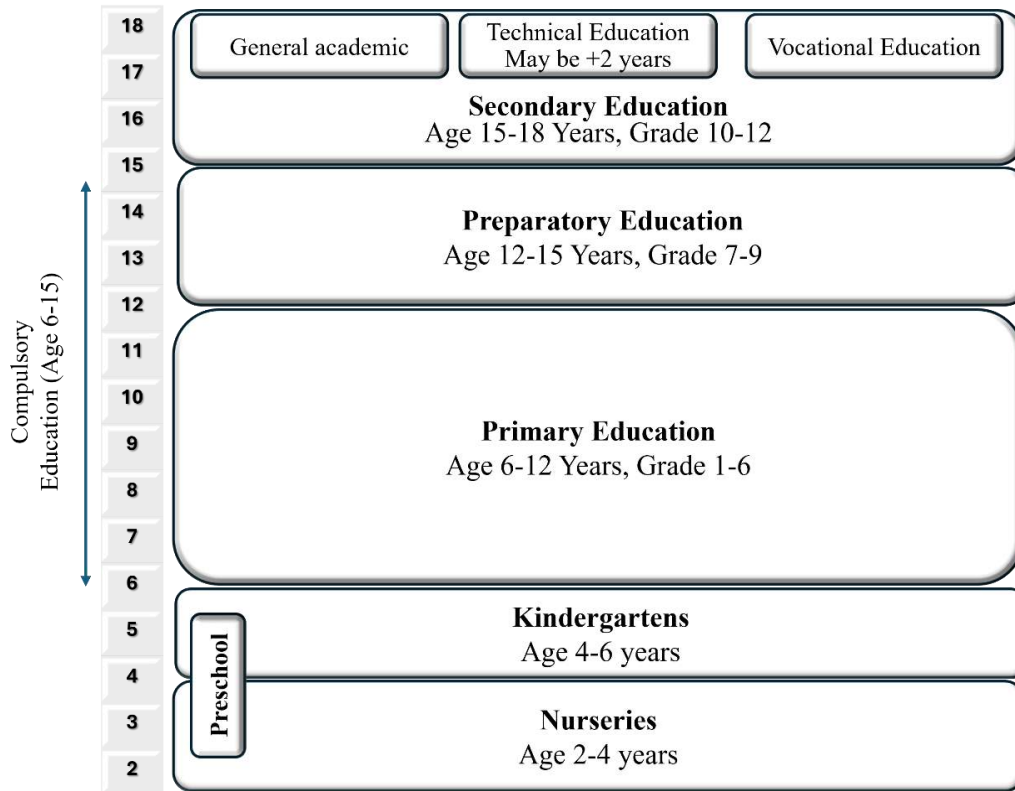 18
General academic
Technical Education
May be +2 years
Vocational Education
17
Secondary Education
16
Age 15-18 Years, Grade 10-12
15
14
Preparatory Education
Age 12-15 Years, Grade 7-9
13
12
Compulsory
Education (Age 6-15)
11
10
Primary Education
9
Age 6-12 Years, Grade 1-6
8
7
6
Kindergartens
5
Age 4-6 years
4
Preschool
Nurseries
3
Age 2-4 years
2